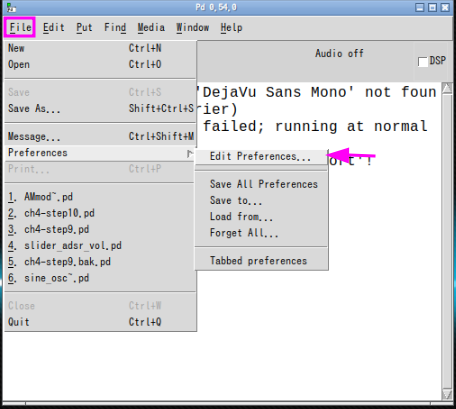 Pd 0.54.0
File Edit Put Find Media Window Help
Audio off
DSP
'DejaVu Sans Mono' not foun
rier)
failed; running at normal
ort'!
New Ctrl+N
Open Ctrl+O
Save Ctrl+S
Save As... Shift+Ctrl+S
Message... Ctrl+Shift+M
Preferences
Print... Ctrl+P
1. AMmod~.pd
2. ch4-step10.pd
3. ch4-step9.pd
4. slider_adsr_vol.pd
5. ch4-step9.bak.pd
6. sine_osc~.pd
Close Ctrl+W
Quit Ctrl+Q
Edit Preferences...
Save All Preferences
Save to...
Load from...
Forget All...
Tabbed preferences